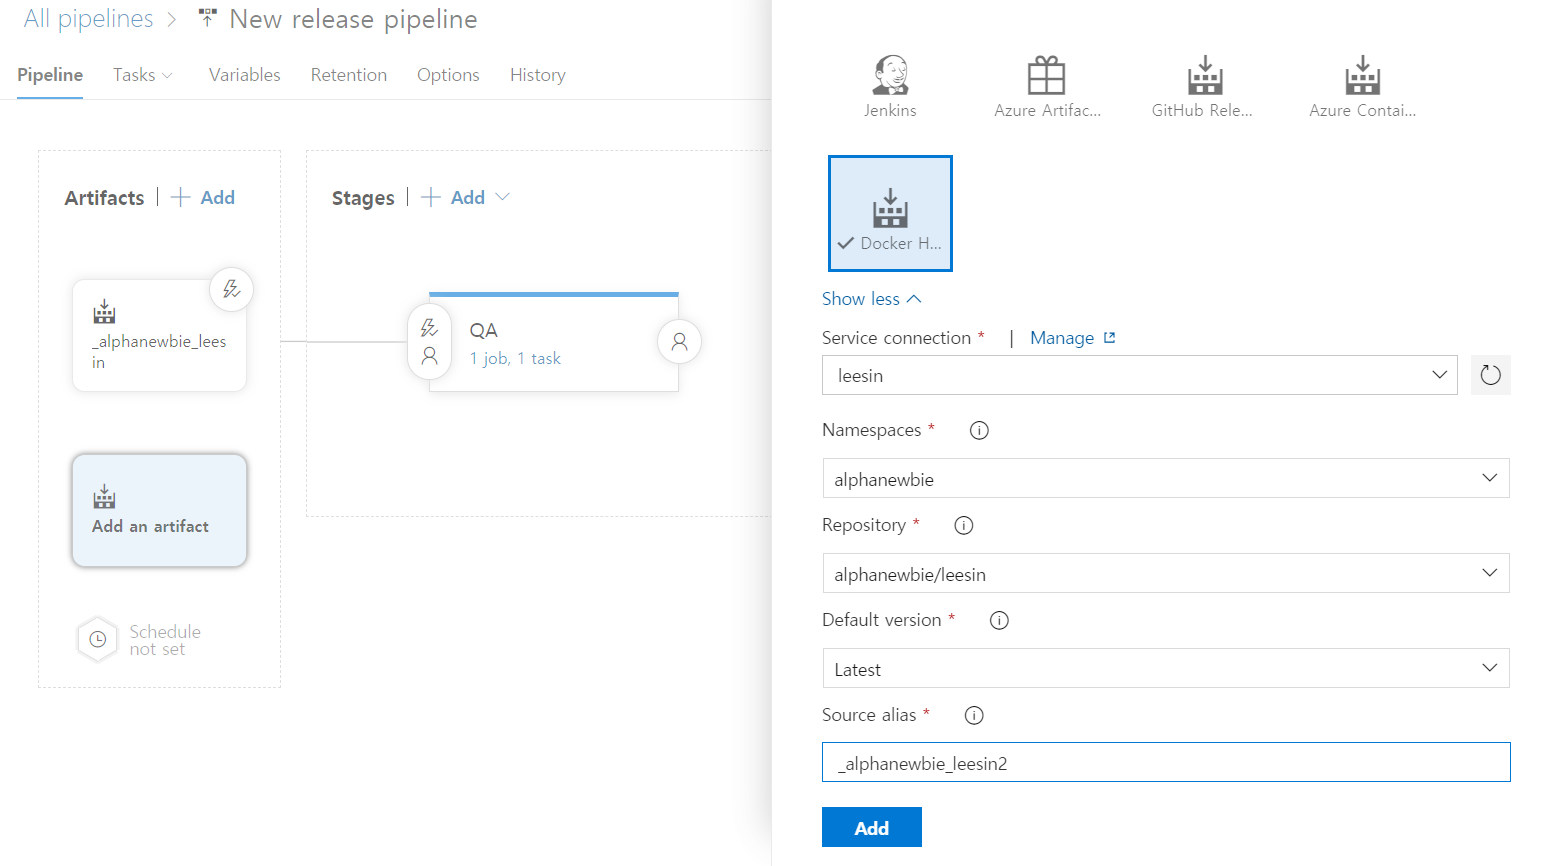 All pipelines > New release pipeline
Pipeline Tasks Variables Retention Options History
Artifacts | + Add
_alphanewbie_lees
in
Add an artifact
Schedule
not set
Stages | + Add
QA
1 job, 1 task
Jenkins
Azure Artifac...
GitHub Rele...
Azure Contai...
Docker H...
Show less
Service connection * | Manage
leesin
Namespaces *
alphanewbie
Repository *
alphanewbie/leesin
Default version *
Latest
Source alias *
_alphanewbie_leesin2
Add